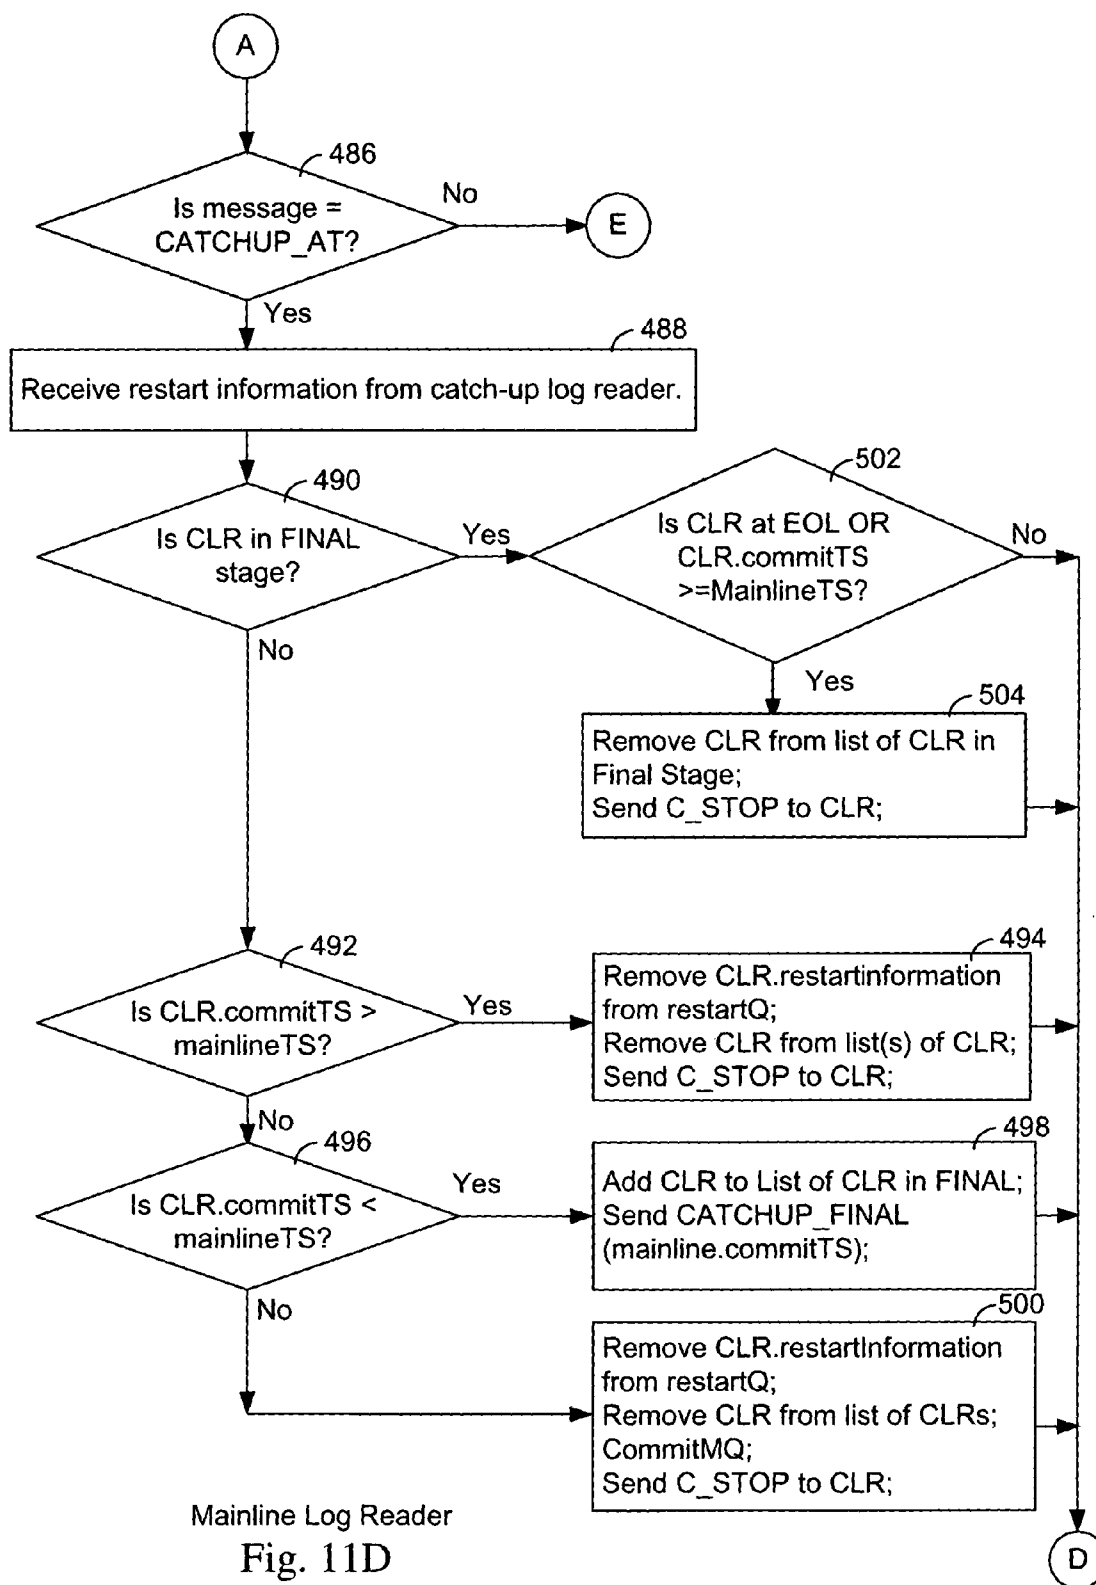 A
486
Is message =
CATCHUP_AT?
No
E
Yes
488
Receive restart information from catch-up log reader.
490
Is CLR in FINAL
stage?
Yes
502
Is CLR at EOL OR
CLR.commitTS
>=MainlineTS?
No
No
Yes
504
Remove CLR from list of CLR in
Final Stage;
Send C_STOP to CLR;
492
Is CLR.commitTS >
mainlineTS?
Yes
494
Remove CLR.restartinformation
from restartQ;
Remove CLR from list(s) of CLR;
Send C_STOP to CLR;
No
496
Is CLR.commitTS <
mainlineTS?
Yes
498
Add CLR to List of CLR in FINAL;
Send CATCHUP_FINAL
(mainline.commitTS);
No
500
Remove CLR.restartInformation
from restartQ;
Remove CLR from list of CLRs;
CommitMQ;
Send C_STOP to CLR;
Mainline Log Reader
Fig. 11D
D